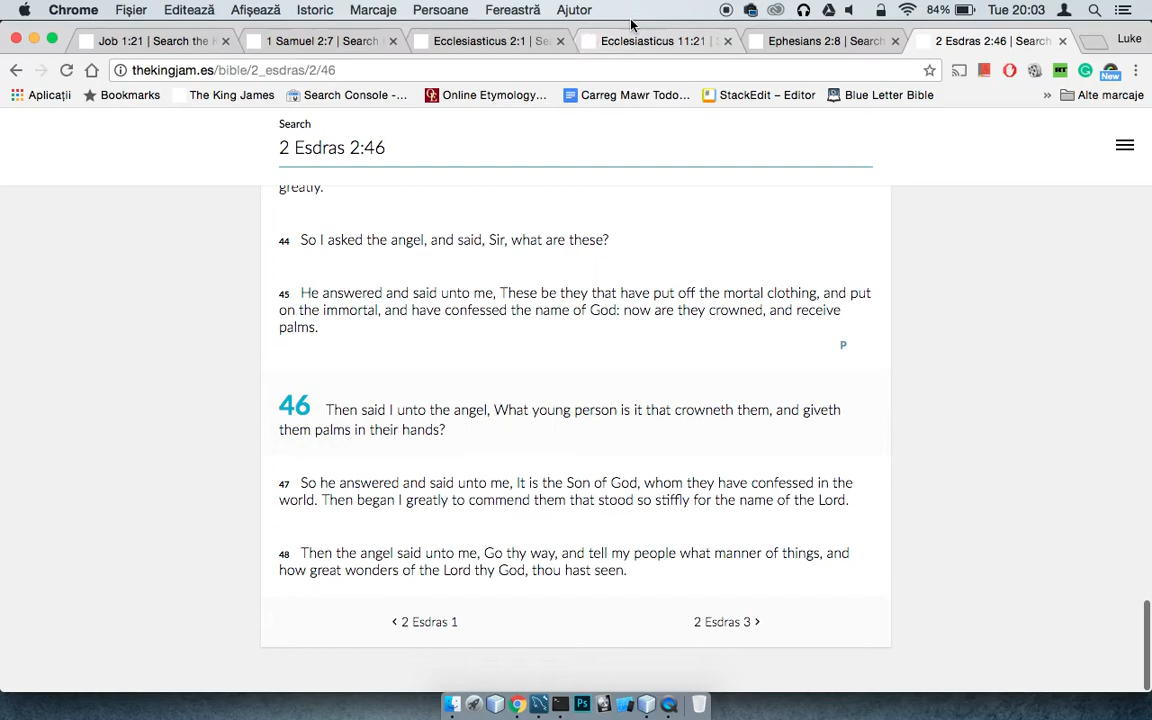 Chrome Fișier Editează Afișează Istoric Marcaje Persoane Fereastră Ajutor 84% Tue 20:03
Job 1:21 | Search the K 1 Samuel 2:7 | Search Ecclesiasticus 2:1 | Se Ecclesiasticus 11:21 | S Ephesians 2:8 | Search 2 Esdras 2:46 | Search Luke
thekingjam.es/bible/2_esdras/2/46
New
Aplicații Bookmarks The King James Search Console -... Online Etymology... Carreg Mawr Todo... StackEdit – Editor Blue Letter Bible » Alte marcaje
Search
2 Esdras 2:46
greatly.
44 So I asked the angel, and said, Sir, what are these?
45 He answered and said unto me, These be they that have put off the mortal clothing, and put
on the immortal, and have confessed the name of God: now are they crowned, and receive
palms.
P
46 Then said I unto the angel, What young person is it that crowneth them, and giveth
them palms in their hands?
47 So he answered and said unto me, It is the Son of God, whom they have confessed in the
world. Then began I greatly to commend them that stood so stiffly for the name of the Lord.
48 Then the angel said unto me, Go thy way, and tell my people what manner of things, and
how great wonders of the Lord thy God, thou hast seen.
< 2 Esdras 1 2 Esdras 3 >
Ps